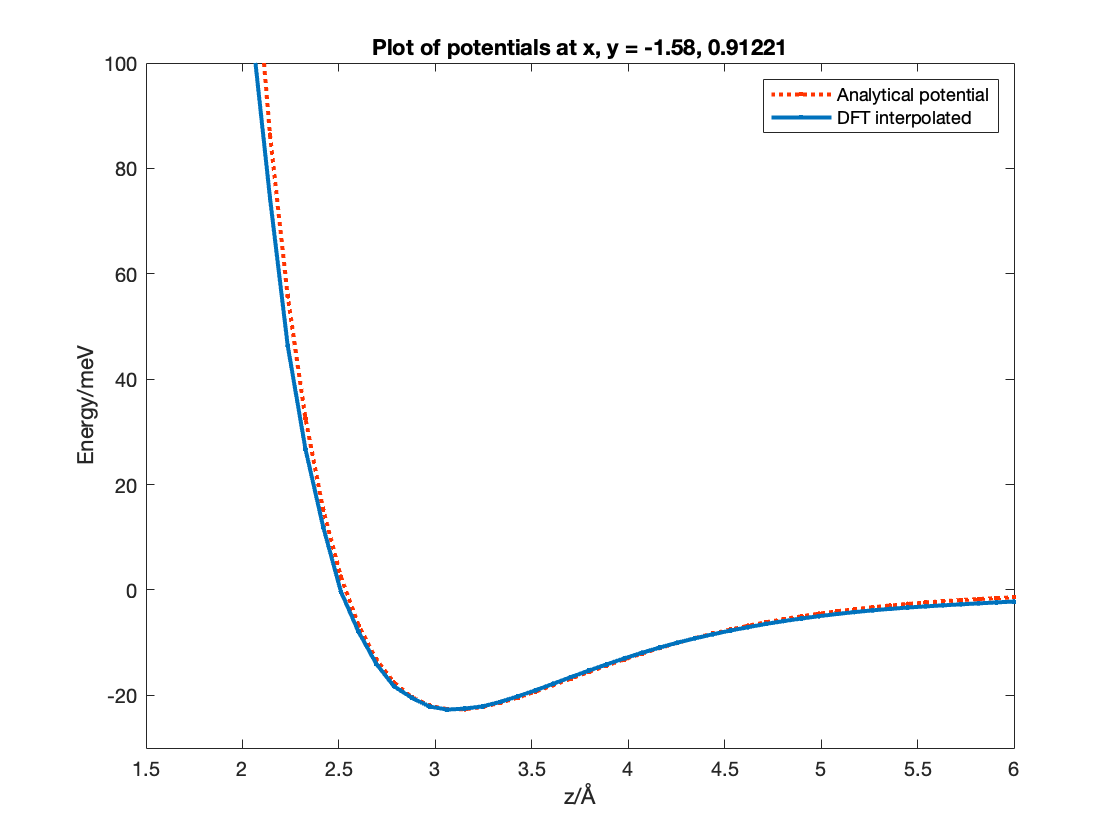 Plot of potentials at x, y = -1.58, 0.91221
Analytical potential
DFT interpolated
Energy/meV
100
80
60
40
20
0
-20
1.5 2 2.5 3 3.5 4 4.5 5 5.5 6
z/Å